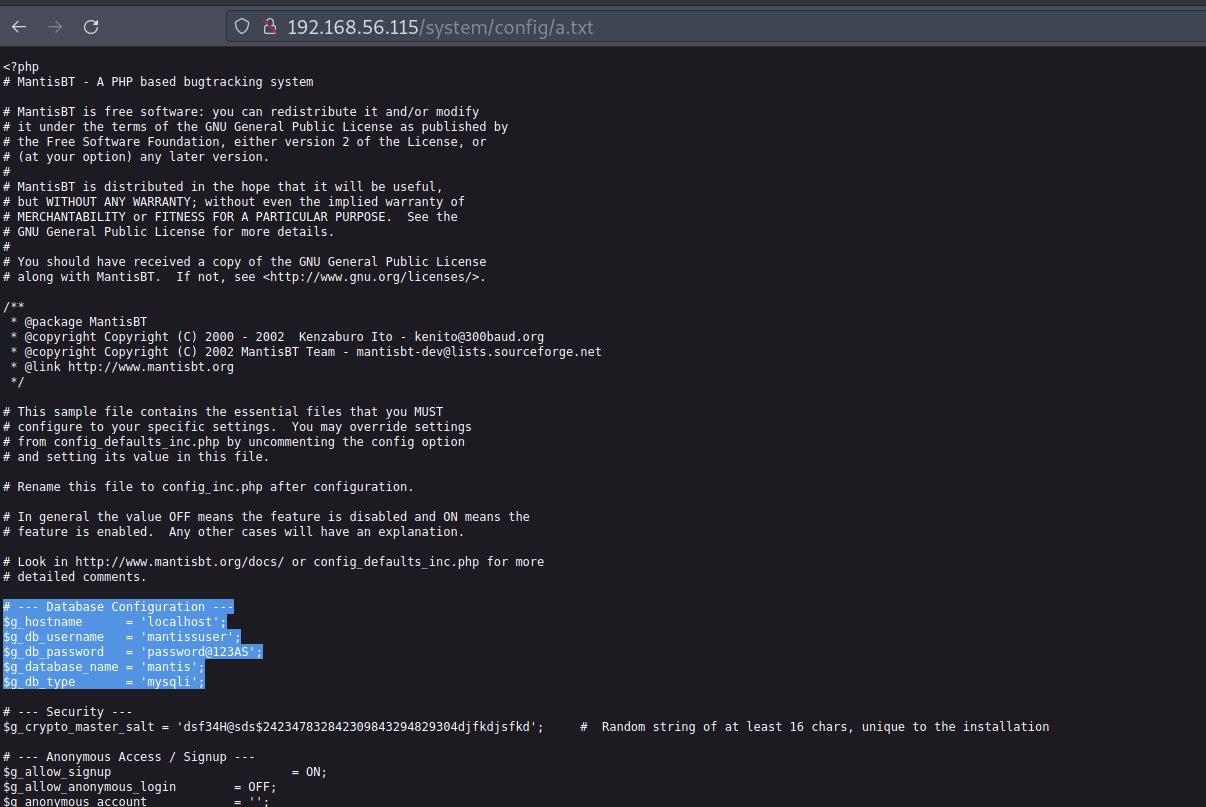 192.168.56.115/system/config/a.txt
<?php
# MantisBT - A PHP based bugtracking system
# MantisBT is free software: you can redistribute it and/or modify
# it under the terms of the GNU General Public License as published by
# the Free Software Foundation, either version 2 of the License, or
# (at your option) any later version.
#
# MantisBT is distributed in the hope that it will be useful,
# but WITHOUT ANY WARRANTY; without even the implied warranty of
# MERCHANTABILITY or FITNESS FOR A PARTICULAR PURPOSE.  See the
# GNU General Public License for more details.
#
# You should have received a copy of the GNU General Public License
# along with MantisBT.  If not, see <http://www.gnu.org/licenses/>.
/**
 * @package MantisBT
 * @copyright Copyright (C) 2000 - 2002  Kenzaburo Ito - kenito@300baud.org
 * @copyright Copyright (C) 2002 MantisBT Team - mantisbt-dev@lists.sourceforge.net
 * @link http://www.mantisbt.org
 */
# This sample file contains the essential files that you MUST
# configure to your specific settings.  You may override settings
# from config_defaults_inc.php by uncommenting the config option
# and setting its value in this file.
# Rename this file to config_inc.php after configuration.
# In general the value OFF means the feature is disabled and ON means the
# feature is enabled.  Any other cases will have an explanation.
# Look in http://www.mantisbt.org/docs/ or config_defaults_inc.php for more
# detailed comments.
# --- Database Configuration ---
$g_hostname      = 'localhost';
$g_db_username   = 'mantissuser';
$g_db_password   = 'password@123AS';
$g_database_name = 'mantis';
$g_db_type       = 'mysqli';
# --- Security ---
$g_crypto_master_salt = 'dsf34H@sds$242347832842309843294829304djfkdjsfkd';     #  Random string of at least 16 chars, unique to the installation
# --- Anonymous Access / Signup ---
$g_allow_signup                         = ON;
$g_allow_anonymous_login        = OFF;
$g_anonymous_account            = '';